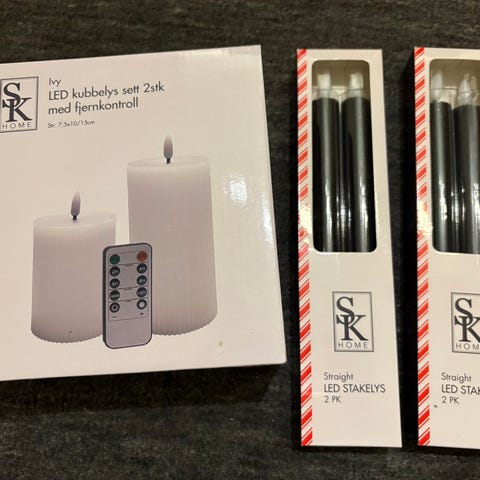 SK
HOME
Ivy
LED kubbelys sett 2stk
med fjernkontroll
Str: 7,5x10/15cm
SK
HOME
Straight
LED STAKELYS
2 PK
SK
HOME
Straight
LED STAK
2 PK